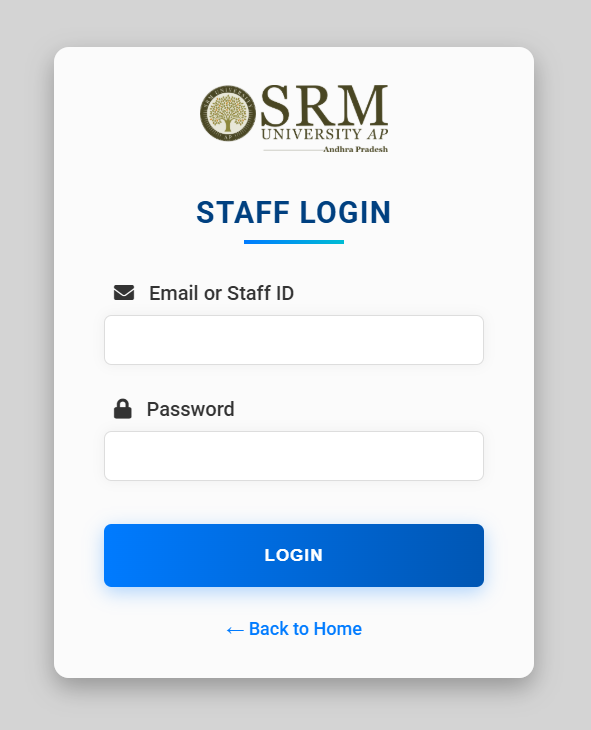 SRM
UNIVERSITY AP
Andhra Pradesh
STAFF LOGIN
Email or Staff ID
Password
LOGIN
← Back to Home